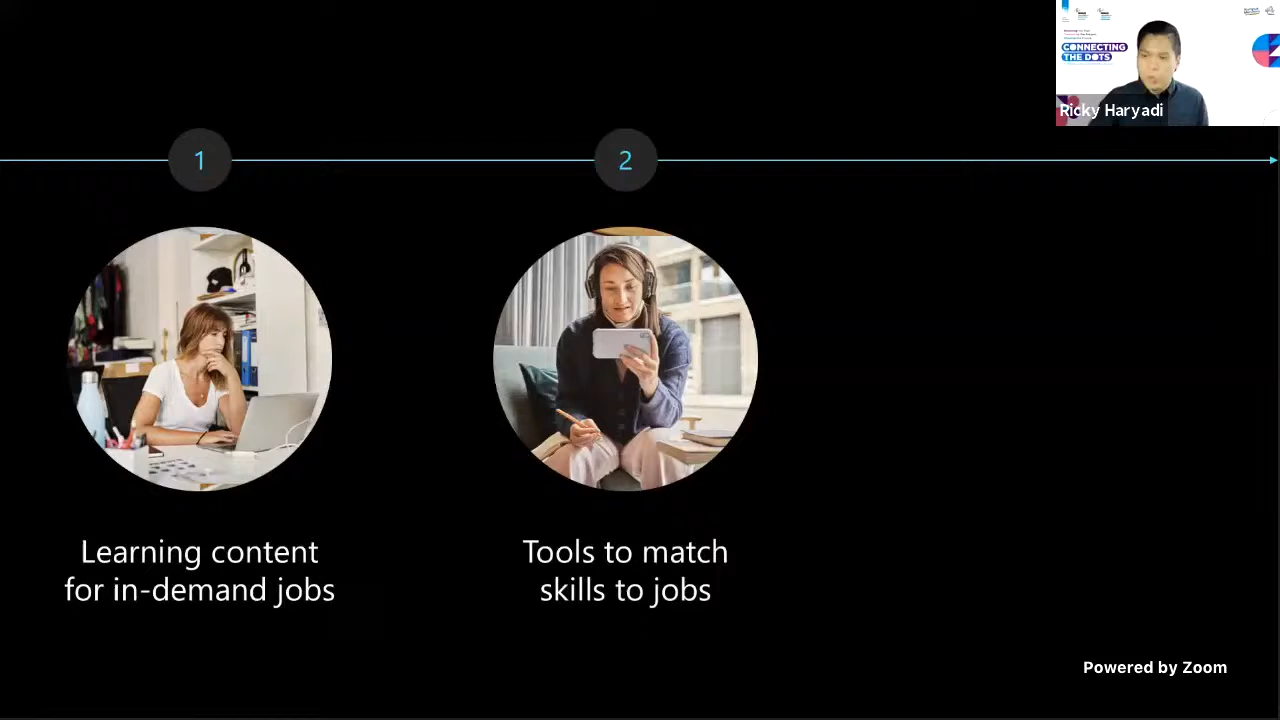 CONNECTING
THE DOTS
Ricky Haryadi
1
2
Learning content
for in-demand jobs
Tools to match
skills to jobs
Powered by Zoom